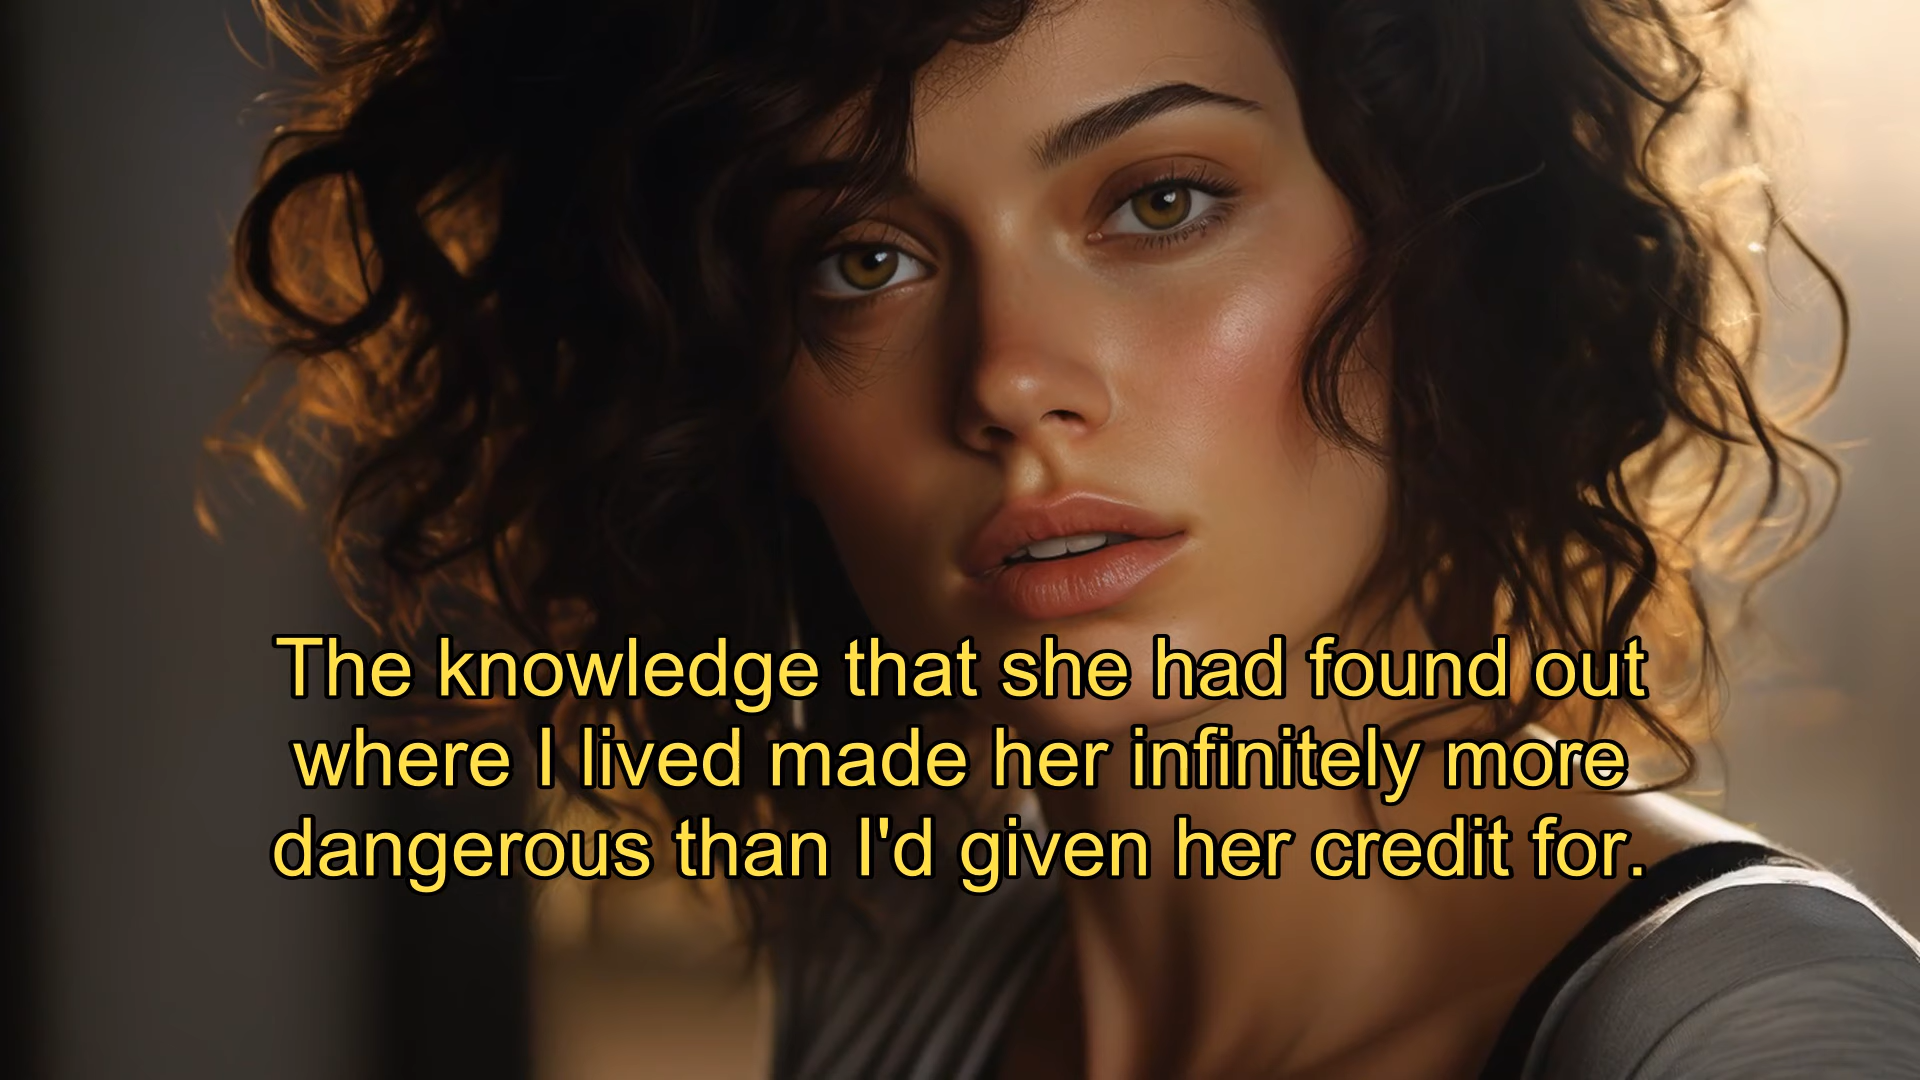 The knowledge that she had found out
where I lived made her infinitely more
dangerous than I'd given her credit for.